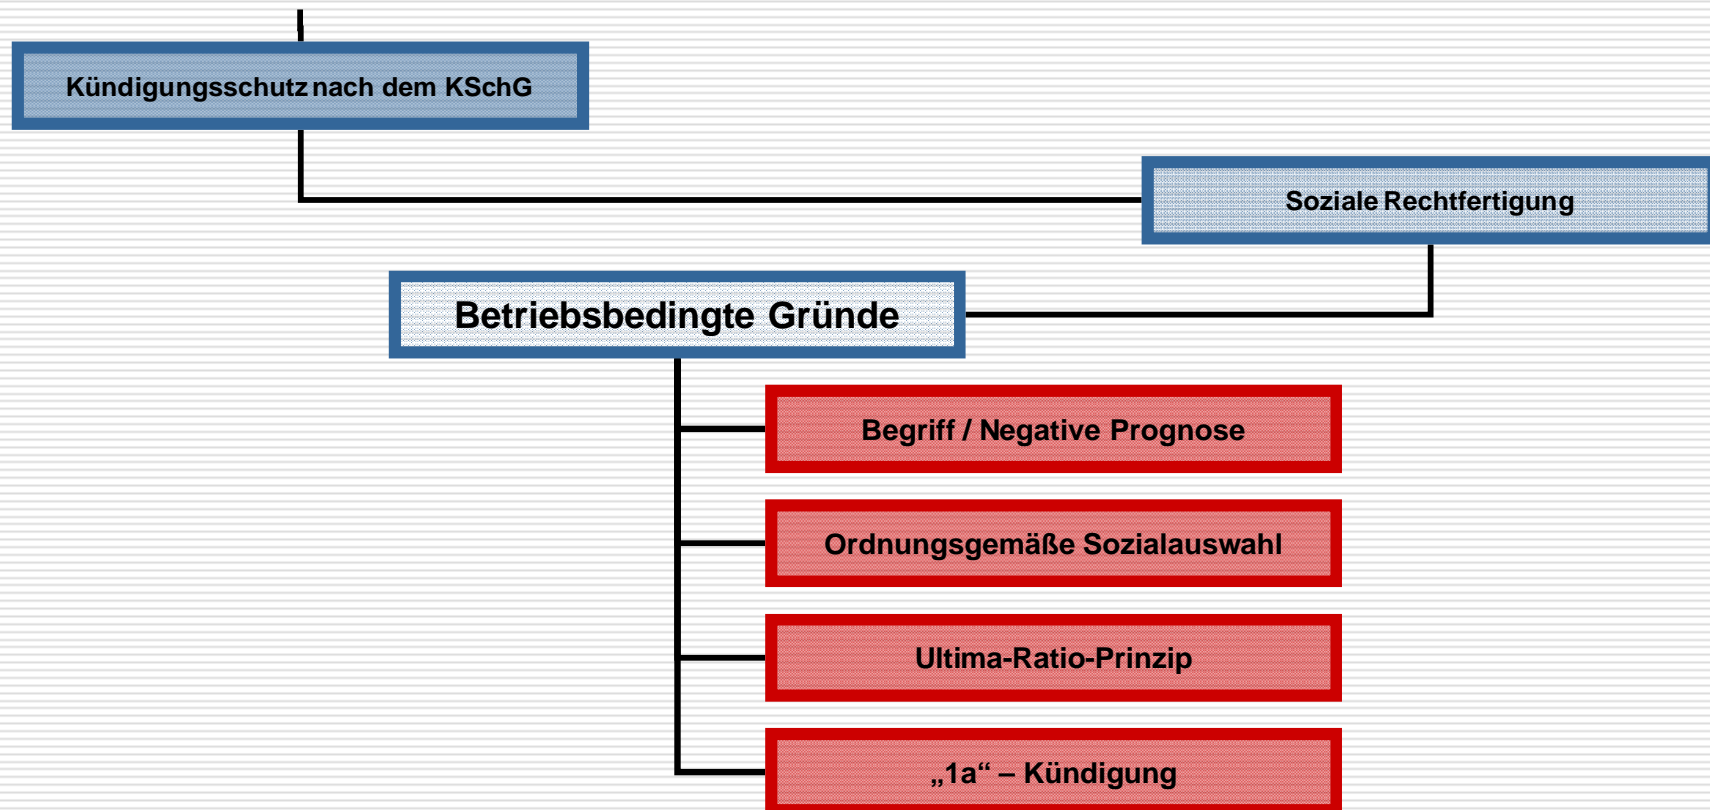 Kündigungsschutz nach dem KSchG
Soziale Rechtfertigung
Betriebsbedingte Gründe
Begriff / Negative Prognose
Ordnungsgemäße Sozialauswahl
Ultima-Ratio-Prinzip
„1a“ – Kündigung